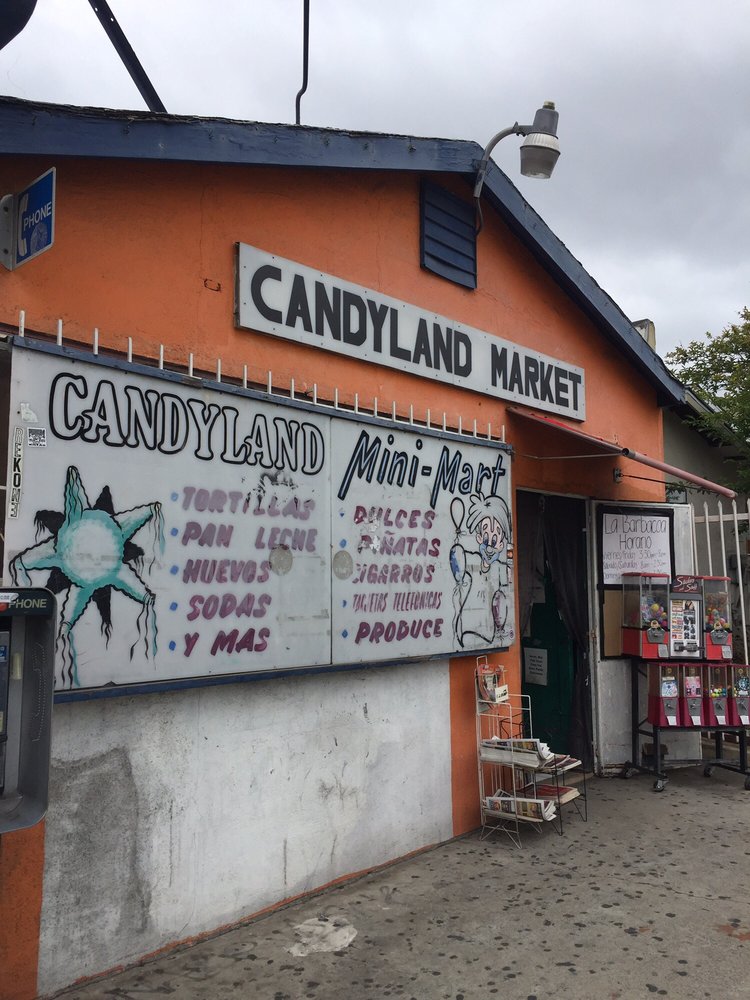 PHONE
CANDYLAND MARKET
CANDYLAND
Mini-Mart
TORTILLAS
PAN LECHE
HUEVOS
SODAS
Y MAS
DULCES
PIÑATAS
CIGARROS
TARJETAS TELEFONICAS
PRODUCE
REKONE
PHONE
La Barbacoa
Horario